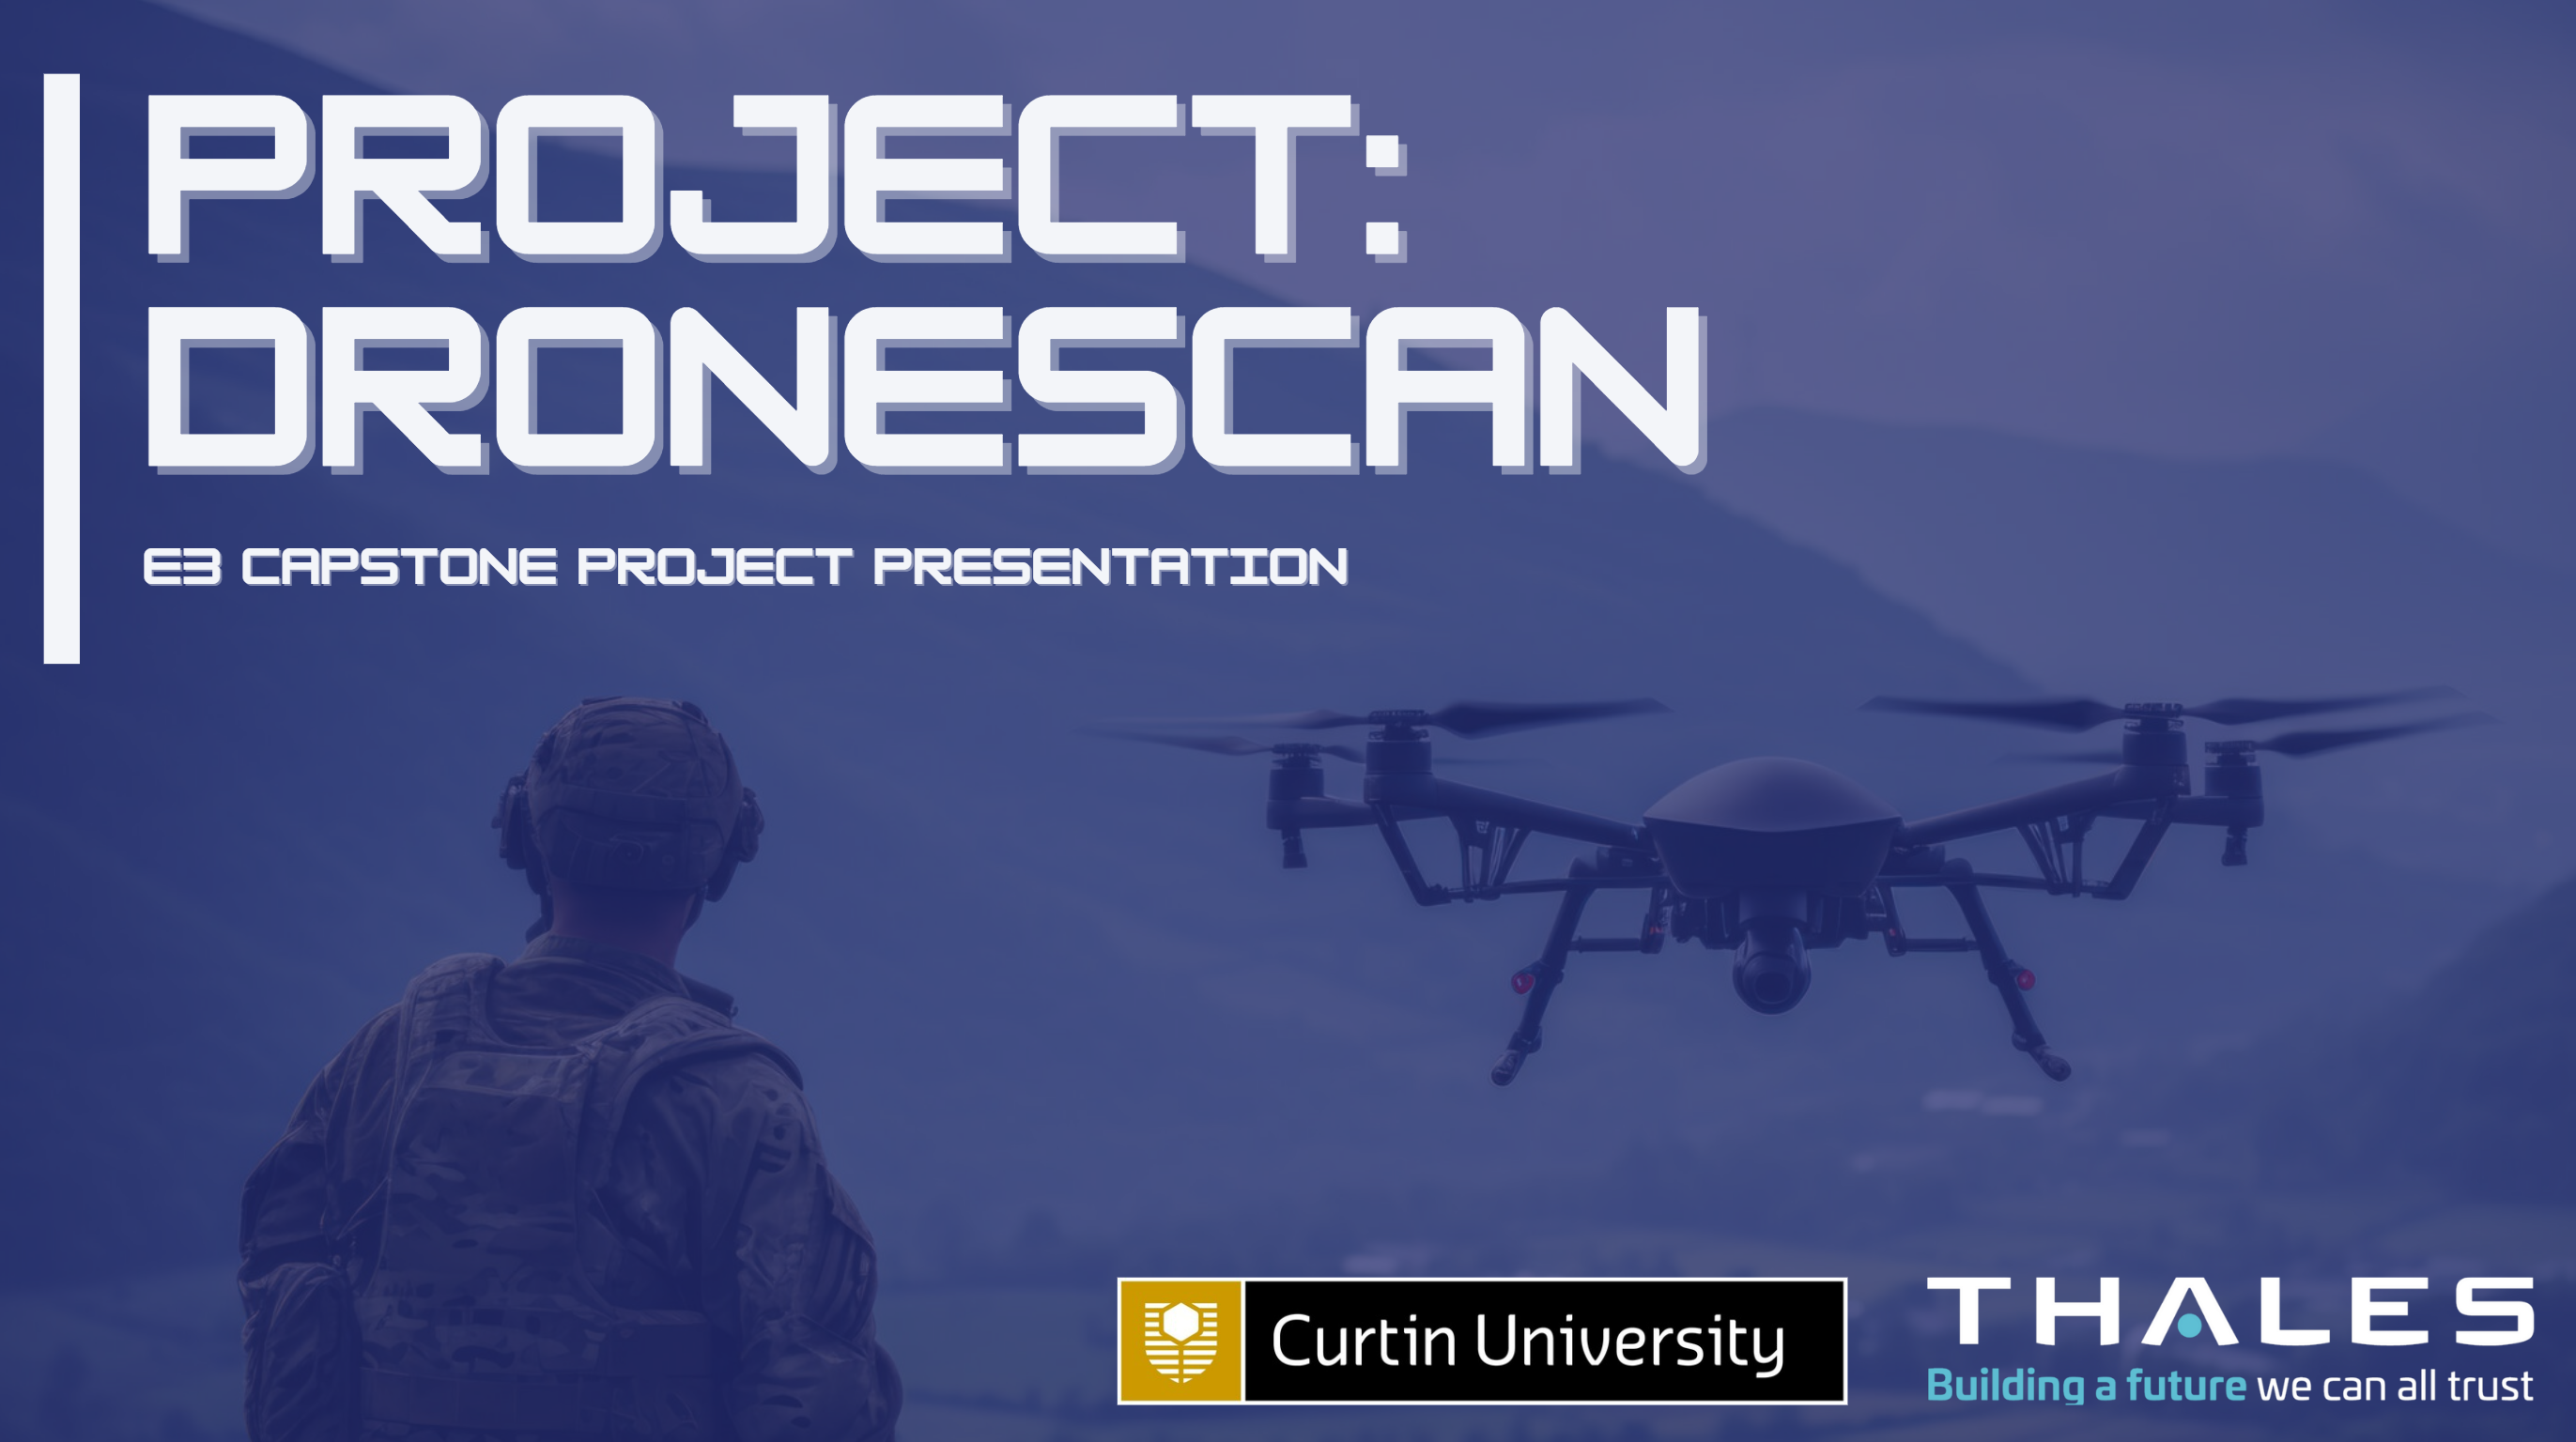 PROJECT:
DRONESCAN
E3 CAPSTONE PROJECT PRESENTATION
Curtin University
THALES
Building a future we can all trust